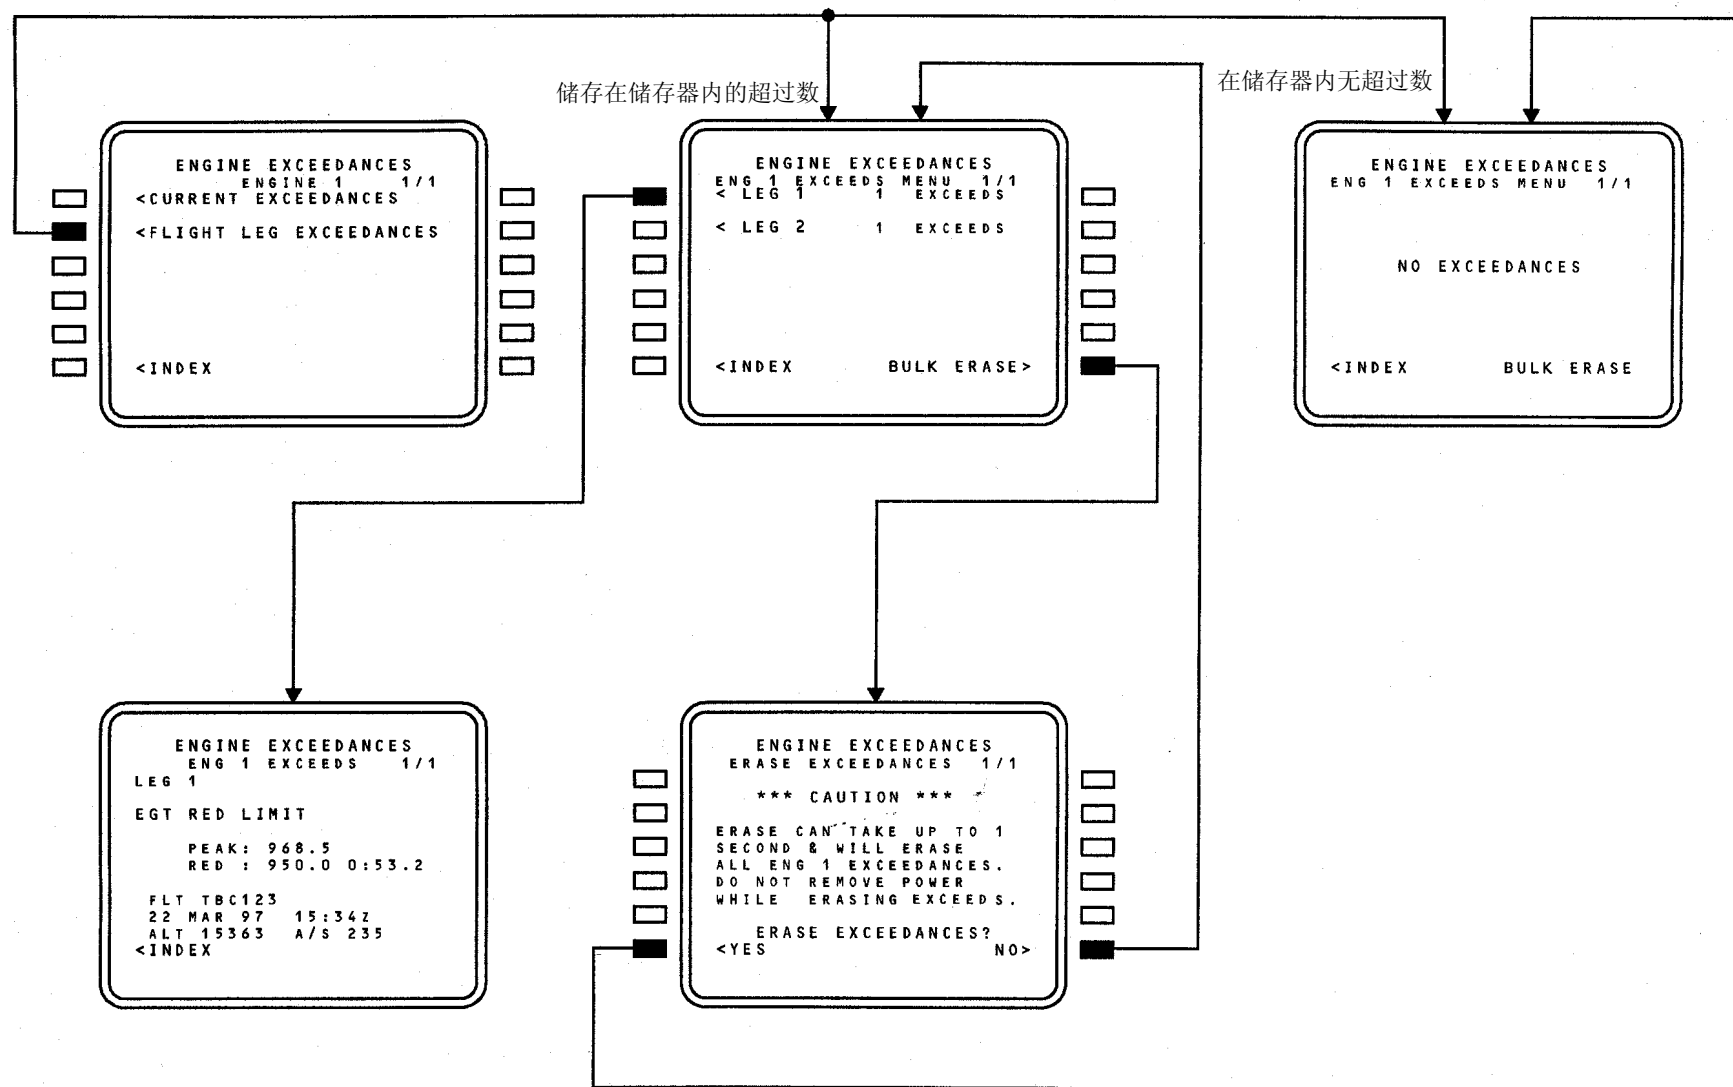 储存在储存器内的超过数
在储存器内无超过数
ENGINE EXCEEDANCES
ENGINE 1 1/1
<CURRENT EXCEEDANCES
<FLIGHT LEG EXCEEDANCES
<INDEX
ENGINE EXCEEDANCES
ENG 1 EXCEEDS MENU 1/1
< LEG 1 1 EXCEEDS
< LEG 2 1 EXCEEDS
<INDEX BULK ERASE>
ENGINE EXCEEDANCES
ENG 1 EXCEEDS MENU 1/1
NO EXCEEDANCES
<INDEX BULK ERASE
ENGINE EXCEEDANCES
ENG 1 EXCEEDS 1/1
LEG 1
EGT RED LIMIT
PEAK: 968.5
RED : 950.0 0:53.2
FLT TBC123
22 MAR 97 15:34Z
ALT 15363 A/S 235
<INDEX
ENGINE EXCEEDANCES
ERASE EXCEEDANCES 1/1
*** CAUTION ***
ERASE CAN TAKE UP TO 1
SECOND & WILL ERASE
ALL ENG 1 EXCEEDANCES.
DO NOT REMOVE POWER
WHILE ERASING EXCEEDS.
ERASE EXCEEDANCES?
<YES NO>